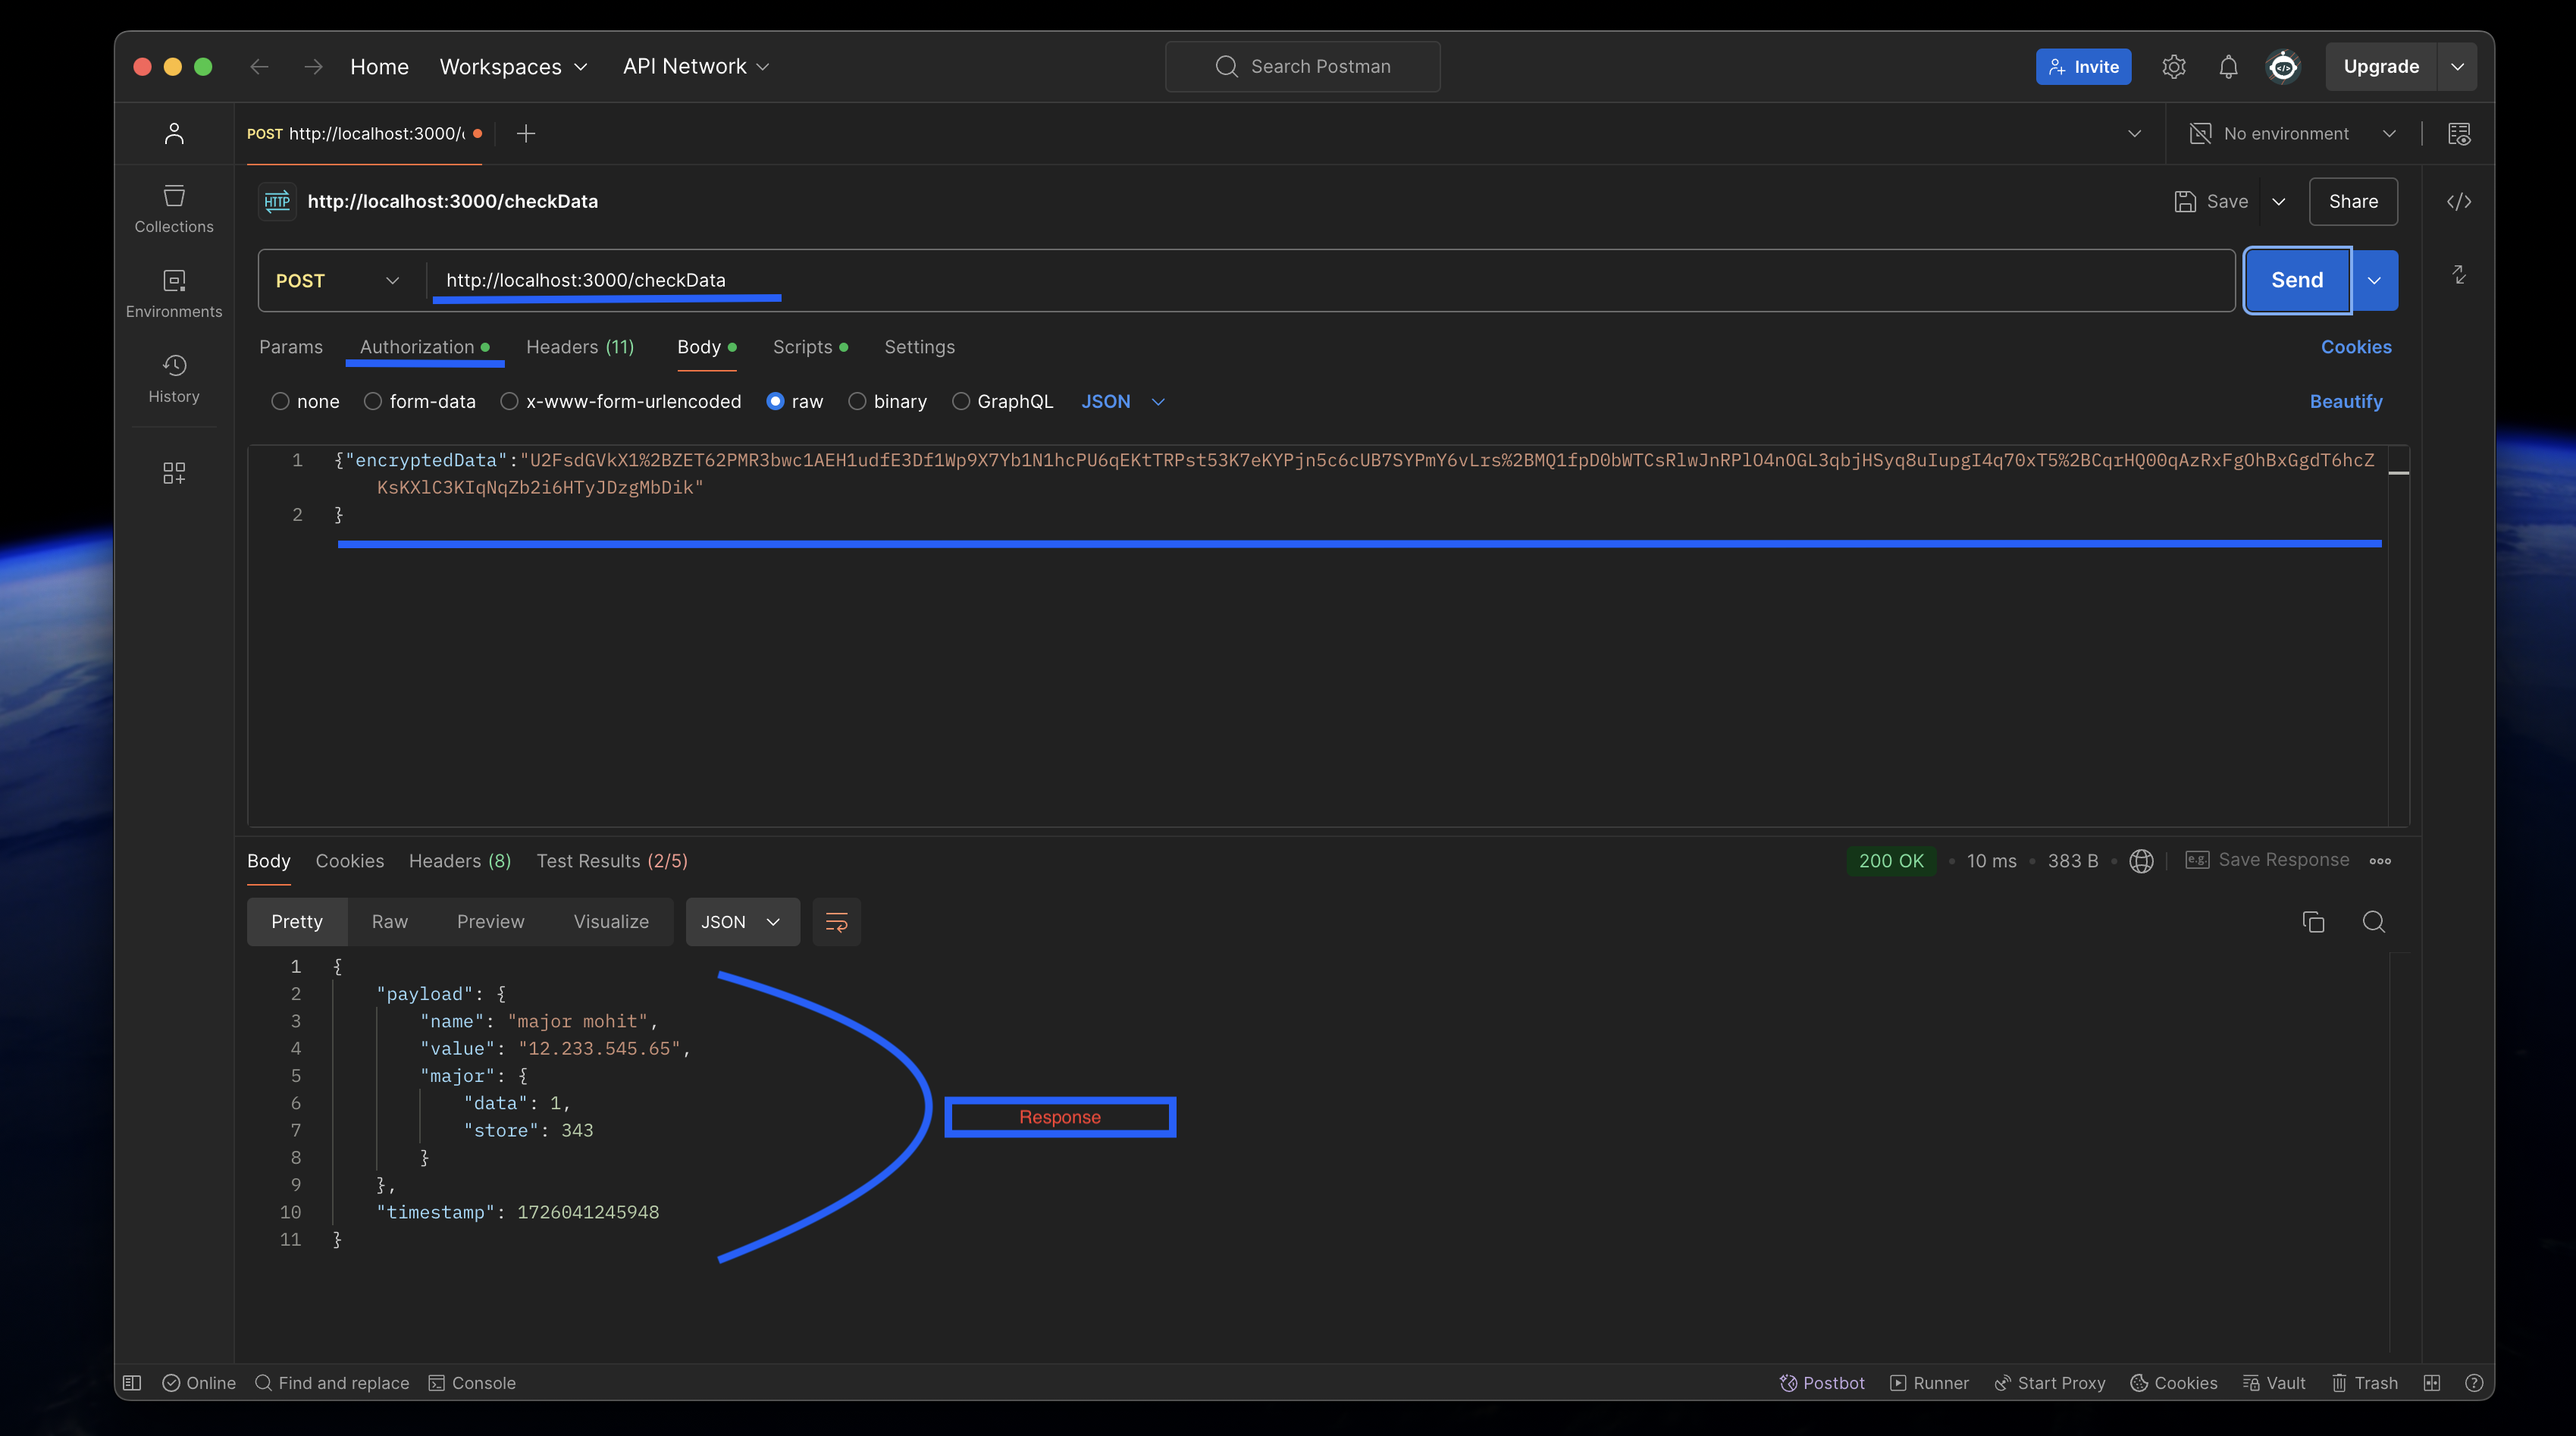 Home Workspaces API Network Search Postman Invite Upgrade
POST http://localhost:3000/ No environment
HTTP http://localhost:3000/checkData Save Share
Collections
POST http://localhost:3000/checkData Send
Environments
Params Authorization Headers (11) Body Scripts Settings Cookies
History
none form-data x-www-form-urlencoded raw binary GraphQL JSON Beautify
1 {"encryptedData":"U2FsdGVkX1%2BZET62PMR3bwc1AEH1udfE3Df1Wp9X7Yb1N1hcPU6qEKtTRPst53K7eKYPjn5c6cUB7SYPmY6vLrs%2BMQ1fpD0bWTCsRlwJnRPlO4nOGL3qbjHSyq8uIupgI4q70xT5%2BCqrHQ00qAzRxFgOhBxGgdT6hcZ
KsKXlC3KIqNqZb2i6HTyJDzgMbDik"
2 }
Body Cookies Headers (8) Test Results (2/5) 200 OK 10 ms 383 B e.g. Save Response
Pretty Raw Preview Visualize JSON
1 {
2 "payload": {
3 "name": "major mohit",
4 "value": "12.233.545.65",
5 "major": {
6 "data": 1,
7 "store": 343
8 }
9 },
10 "timestamp": 1726041245948
11 }
Response
Online Find and replace Console Postbot Runner Start Proxy Cookies Vault Trash